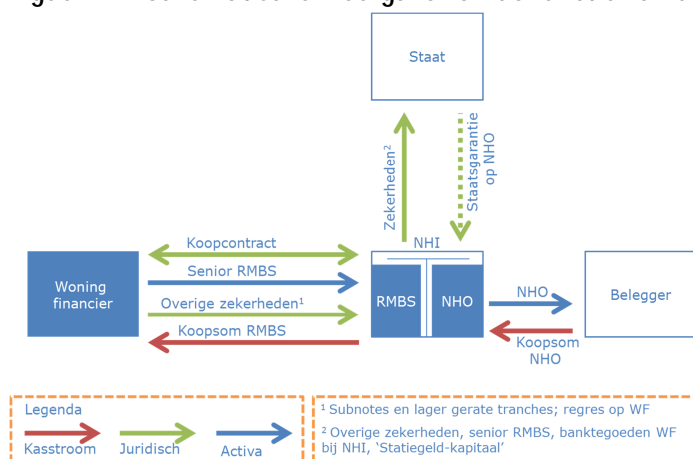 Staat
Zekerheden²
Staatsgarantie
op NHO
NHI
Koopcontract
Senior RMBS
Overige zekerheden¹
Koopsom RMBS
Woning
financier
RMBS
NHO
NHO
Koopsom
NHO
Belegger
Legenda
Kasstroom
Juridisch
Activa
¹ Subnotes en lager gerate tranches; regres op WF
² Overige zekerheden, senior RMBS, banktegoeden WF
bij NHI, ‘Statiegeld-kapitaal’